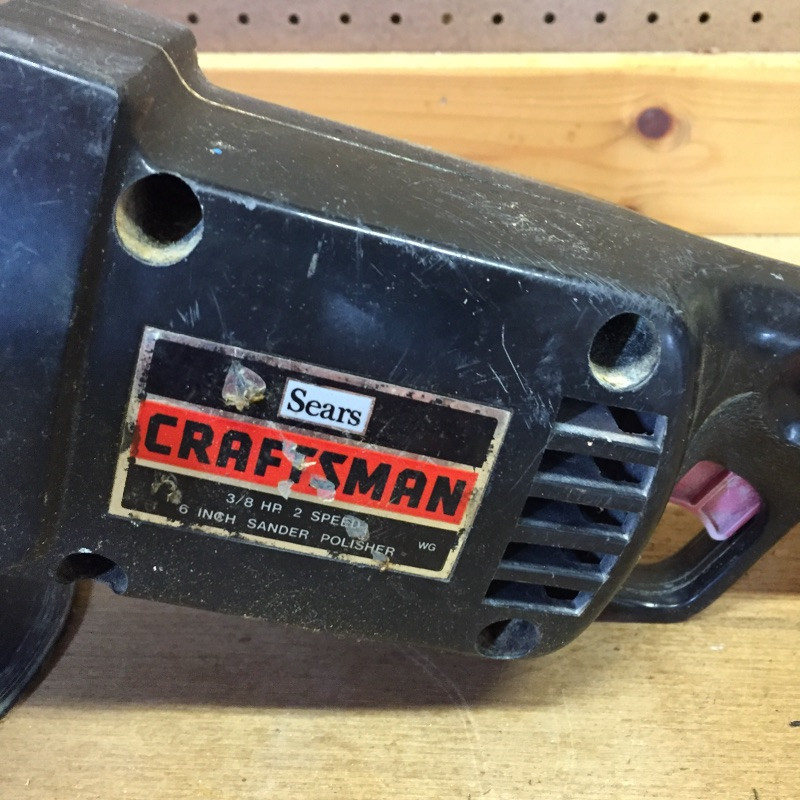 Sears
CRAFTSMAN
3/8 HP 2 SPEED
6 INCH SANDER POLISHER WG